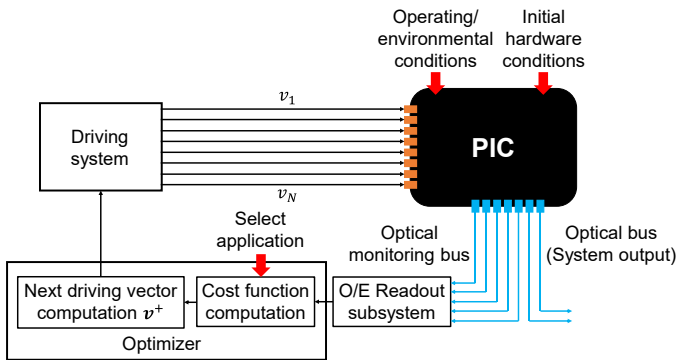 Operating/
environmental
conditions
Initial
hardware
conditions
v₁
Driving
system
PIC
v_N
Select
application
Optical
monitoring bus
Optical bus
(System output)
Next driving vector
computation v⁺
Cost function
computation
O/E Readout
subsystem
Optimizer